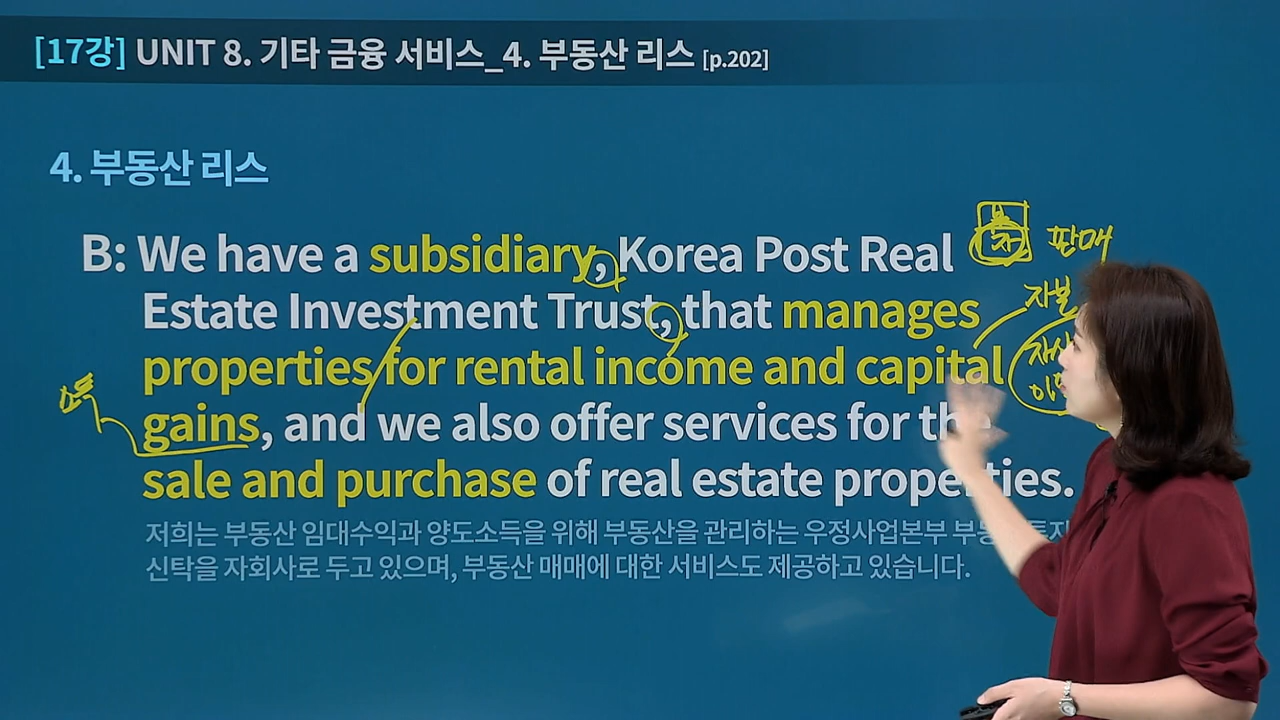 [17강] UNIT 8. 기타 금융 서비스_4. 부동산 리스 [p.202]
4. 부동산 리스
B: We have a subsidiary, Korea Post Real
Estate Investment Trust, that manages
properties for rental income and capital
gains, and we also offer services for the
sale and purchase of real estate properties.
저희는 부동산 임대수익과 양도소득을 위해 부동산을 관리하는 우정사업본부
신탁을 자회사로 두고 있으며, 부동산 매매에 대한 서비스도 제공하고 있습니다.
판매
자본